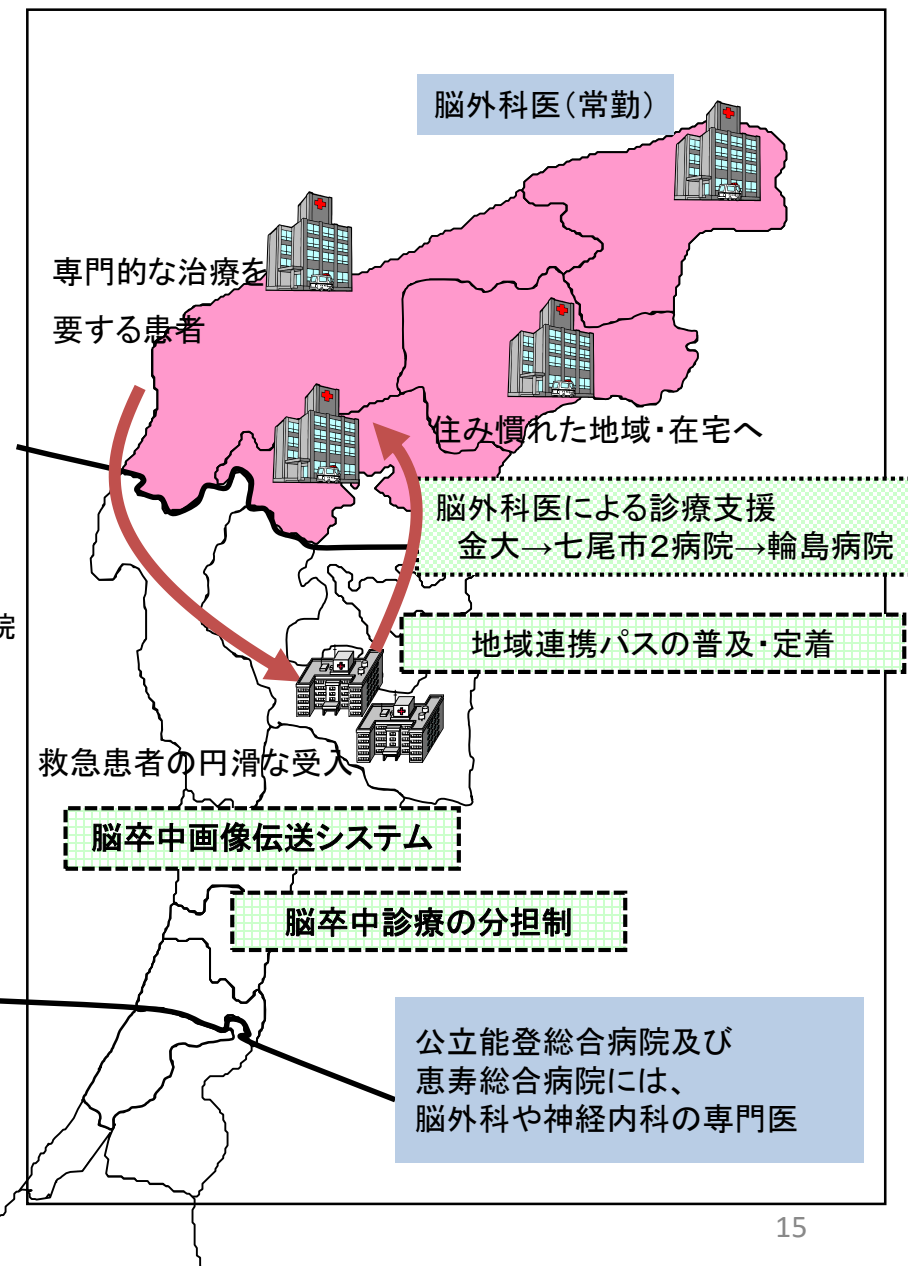 脳外科医（常勤）
専門的な治療を
要する患者
住み慣れた地域・在宅へ
脳外科医による診療支援
金大→七尾市２病院→輪島病院
院
地域連携パスの普及・定着
救急患者の円滑な受入
脳卒中画像伝送システム
脳卒中診療の分担制
公立能登総合病院及び
恵寿総合病院には、
脳外科や神経内科の専門医
15